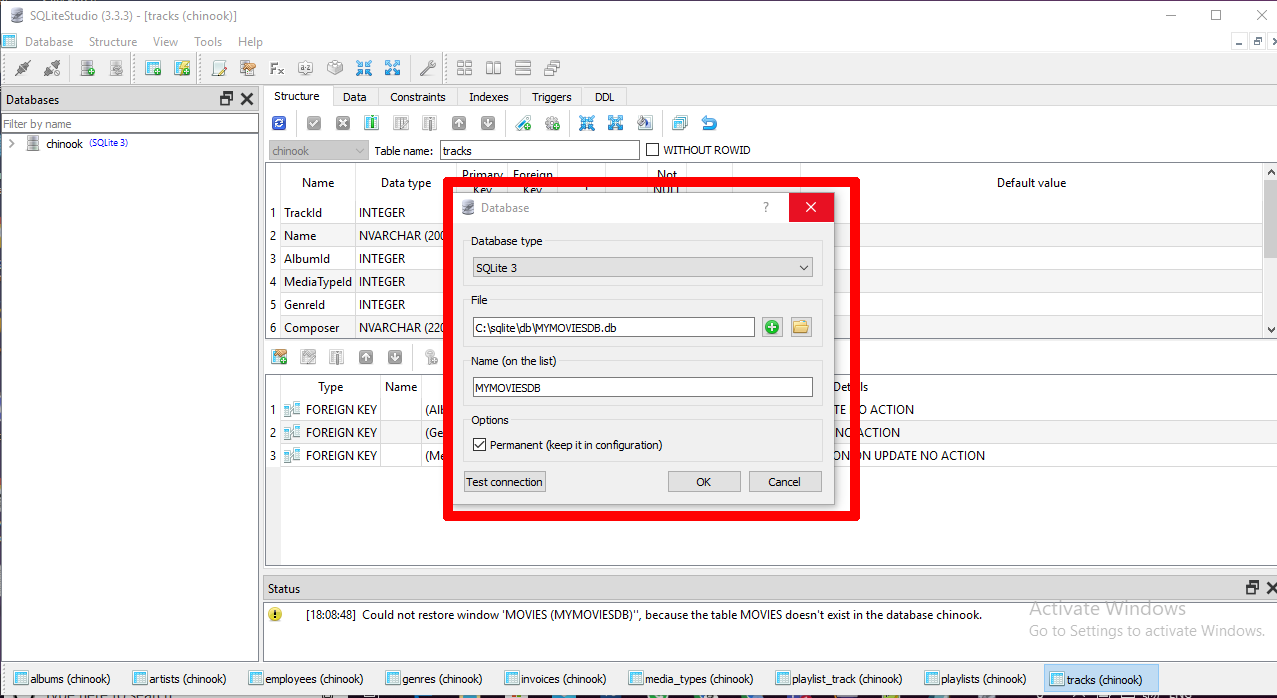 SQLiteStudio (3.3.3) - [tracks (chinook)]
Database Structure View Tools Help
Databases
Structure Data Constraints Indexes Triggers DDL
Filter by name
chinook (SQLite 3)
chinook Table name: tracks WITHOUT ROWID
Name Data type Primary Key Foreign Key Not NULL Default value
1 TrackId INTEGER
2 Name NVARCHAR (200
3 AlbumId INTEGER
4 MediaTypeId INTEGER
5 GenreId INTEGER
6 Composer NVARCHAR (220
Database ?
Database type
SQLite 3
File
C:\sqlite\db\MYMOVIESDB.db
Name (on the list)
MYMOVIESDB
Options
Permanent (keep it in configuration)
Test connection OK Cancel
Type Name Details
1 FOREIGN KEY (Alb TE NO ACTION
2 FOREIGN KEY (Ge NO ACTION
3 FOREIGN KEY (Me ON UPDATE NO ACTION
Status
[18:08:48] Could not restore window 'MOVIES (MYMOVIESDB)'', because the table MOVIES doesn't exist in the database chinook.
Activate Windows
Go to Settings to activate Windows.
albums (chinook) artists (chinook) employees (chinook) genres (chinook) invoices (chinook) media_types (chinook) playlist_track (chinook) playlists (chinook) tracks (chinook)